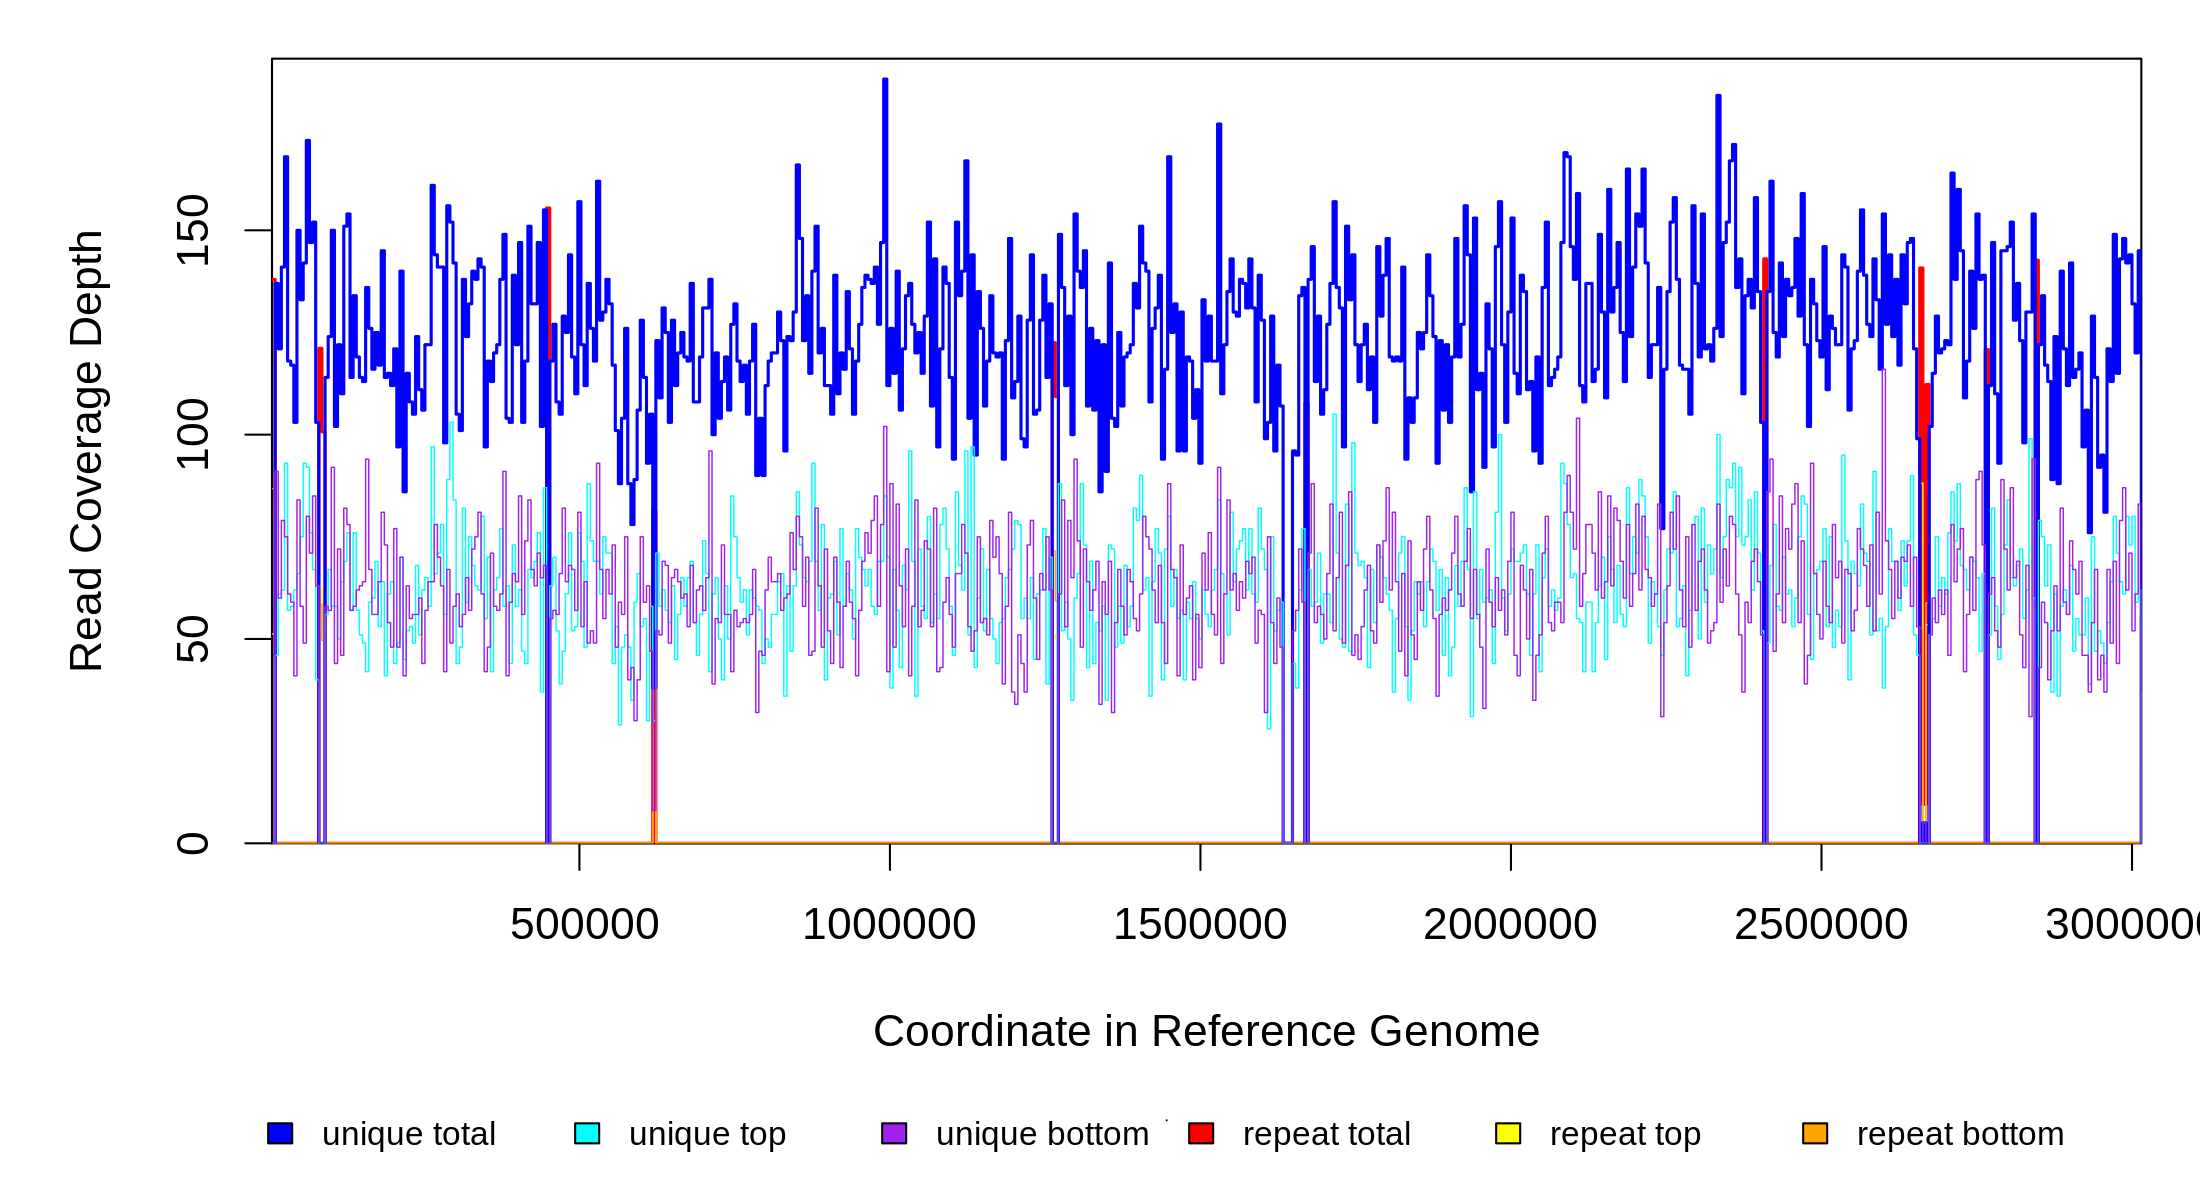 Read Coverage Depth
150
100
50
0
500000 1000000 1500000 2000000 2500000 300000
Coordinate in Reference Genome
unique total unique top unique bottom repeat total repeat top repeat bottom